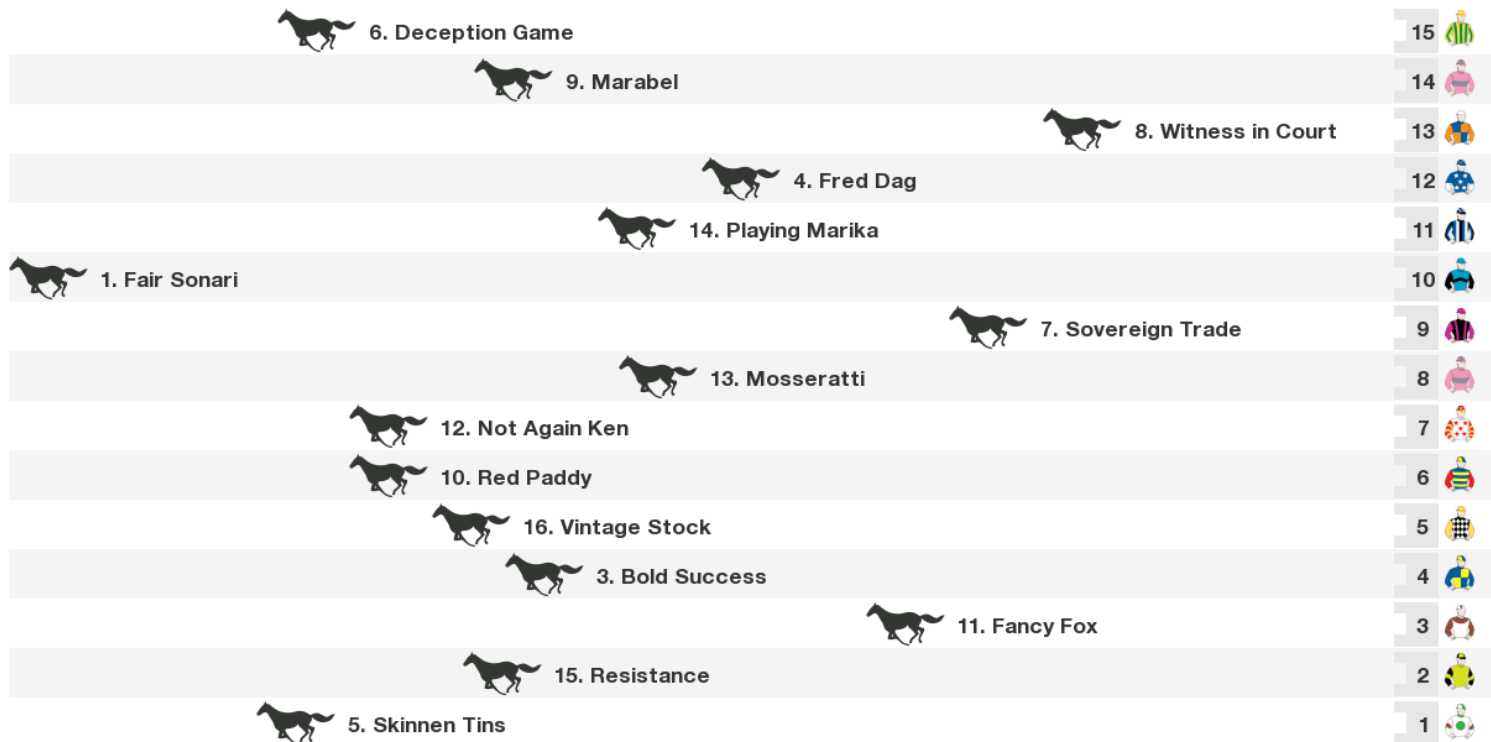 6. Deception Game 15
9. Marabel 14
8. Witness in Court 13
4. Fred Dag 12
14. Playing Marika 11
1. Fair Sonari 10
7. Sovereign Trade 9
13. Mosseratti 8
12. Not Again Ken 7
10. Red Paddy 6
16. Vintage Stock 5
3. Bold Success 4
11. Fancy Fox 3
15. Resistance 2
5. Skinnen Tins 1